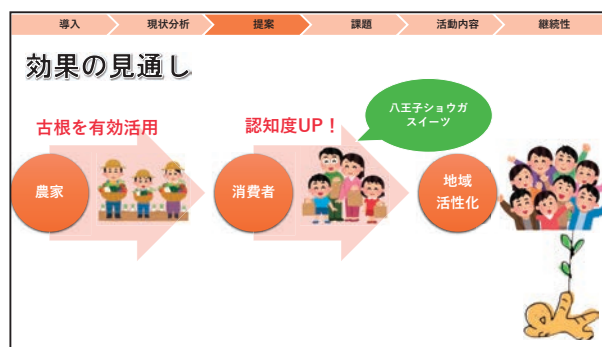 導入 現状分析 提案 課題 活動内容 継続性
効果の見通し
古根を有効活用
認知度UP！
八王子ショウガ
スイーツ
農家
消費者
地域
活性化